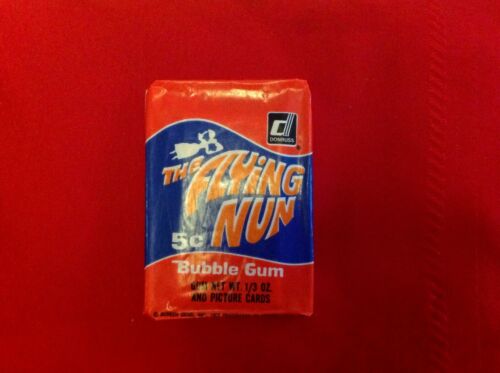 d
DONRUSS
THE FLYiNG
5¢ NUN
Bubble Gum
GUM NET WT. 1/3 OZ.
AND PICTURE CARDS